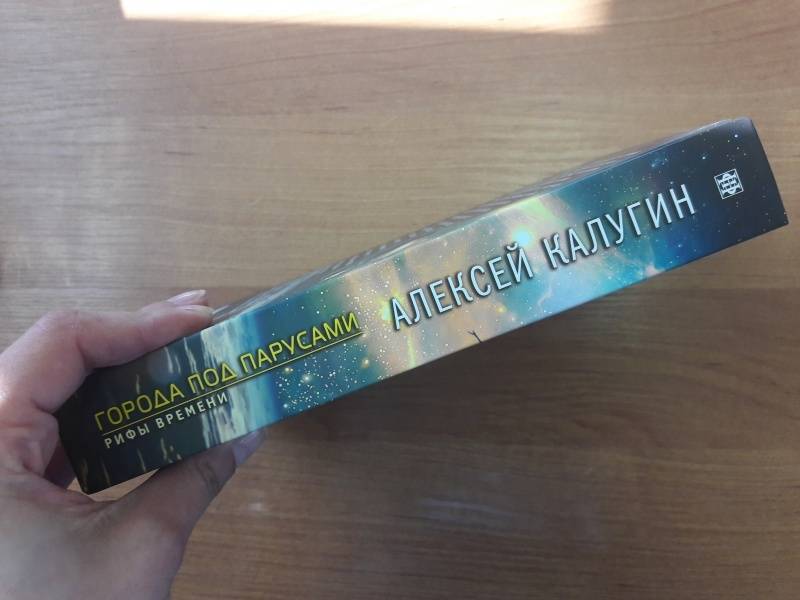 ГОРОДА ПОД ПАРУСАМИ
РИФЫ ВРЕМЕНИ
АЛЕКСЕЙ КАЛУГИН